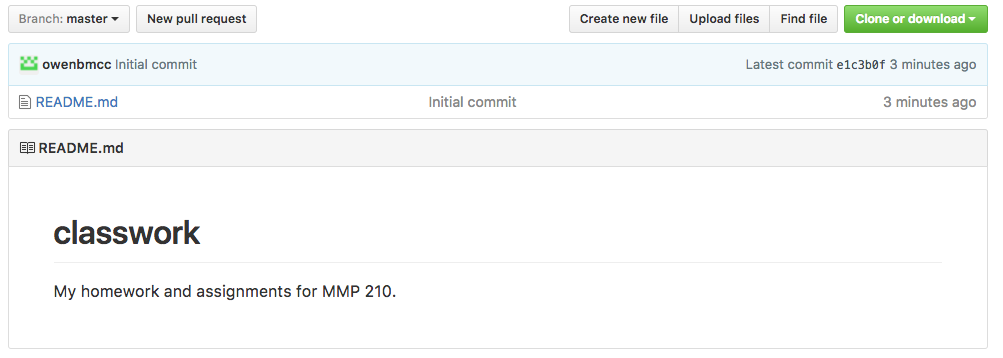 Branch: master New pull request Create new file Upload files Find file Clone or download
owenbmcc Initial commit Latest commit e1c3b0f 3 minutes ago
README.md Initial commit 3 minutes ago
README.md
classwork
My homework and assignments for MMP 210.